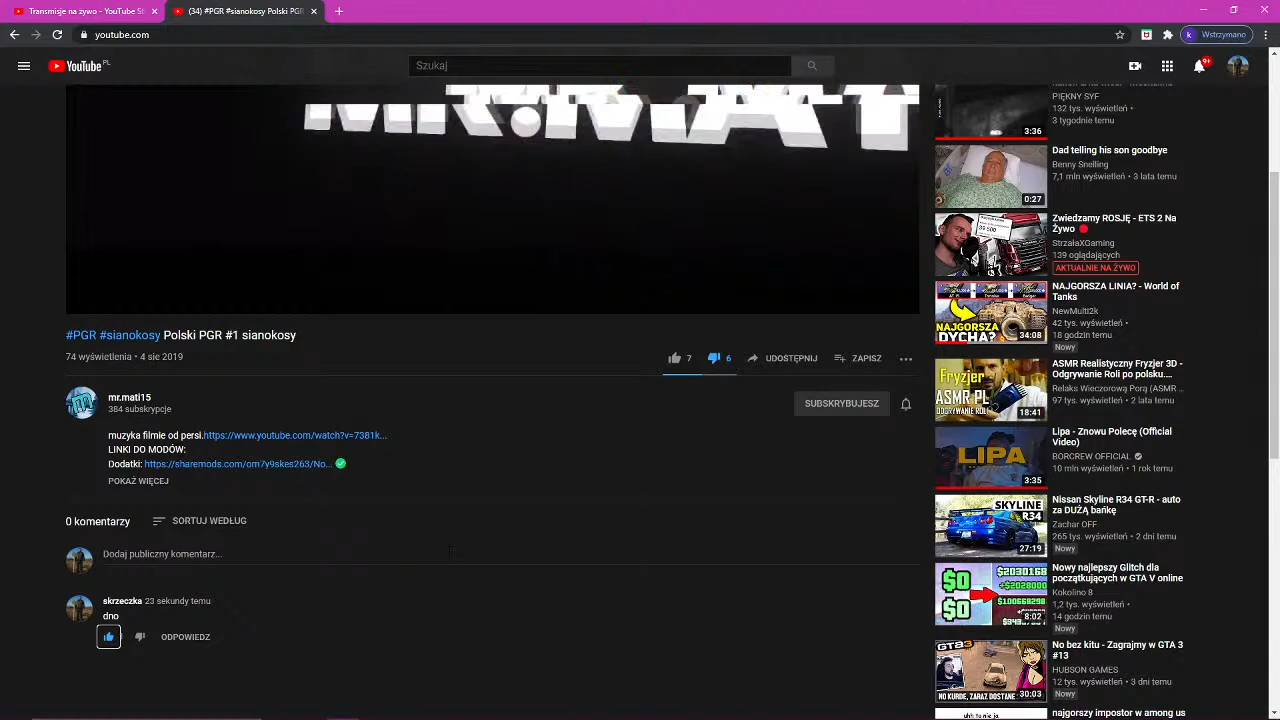 Transmisje na żywo - YouTube St
(34) #PGR #sianokosy Polski PGR
youtube.com
k Wstrzymano
YouTube PL
Szukaj
9+
MR.MAT
PIĘKNY SYF
132 tys. wyświetleń •
3 tygodnie temu
3:36
Dad telling his son goodbye
Benny Snelling
7,1 mln wyświetleń • 3 lata temu
0:27
Zwiedzamy ROSJĘ - ETS 2 Na
Żywo
StrzałaXGaming
139 oglądających
AKTUALNIE NA ŻYWO
NAJGORSZA LINIA? - World of
Tanks
NewMulti2k
42 tys. wyświetleń •
18 godzin temu
Nowy
NAJGORSZA
DYCHA?
34:08
#PGR #sianokosy Polski PGR #1 sianokosy
74 wyświetlenia • 4 sie 2019
7
6
UDOSTĘPNIJ
ZAPISZ
mr.mati15
384 subskrypcje
SUBSKRYBUJESZ
muzyka filmie od persi.https://www.youtube.com/watch?v=7381k...
LINKI DO MODÓW:
Dodatki: https://sharemods.com/om7y9skes263/No...
POKAŻ WIĘCEJ
0 komentarzy
SORTUJ WEDŁUG
Dodaj publiczny komentarz...
skrzeczka 23 sekundy temu
dno
ODPOWIEDZ
ASMR Realistyczny Fryzjer 3D -
Odgrywanie Roli po polsku....
Relaks Wieczorową Porą (ASMR ...
97 tys. wyświetleń • 2 lata temu
Fryzjer
ASMR PL
ODGRYWANIE ROLI
18:41
Lipa - Znowu Polecę (Official
Video)
BORCREW OFFICIAL
10 mln wyświetleń • 1 rok temu
LIPA
3:35
Nissan Skyline R34 GT-R - auto
za DUŻĄ bańkę
Zachar OFF
265 tys. wyświetleń • 2 dni temu
Nowy
SKYLINE
R34
27:19
Nowy najlepszy Glitch dla
początkujących w GTA V online
Kokolino 8
1,2 tys. wyświetleń •
14 godzin temu
Nowy
$0
$0
8:02
No bez kitu - Zagrajmy w GTA 3
#13
HUBSON GAMES
12 tys. wyświetleń • 3 dni temu
Nowy
GTA3
NO KURDE, ZARAZ DOSTANE
30:03
najgorszy impostor w among us
uhh to nie ja